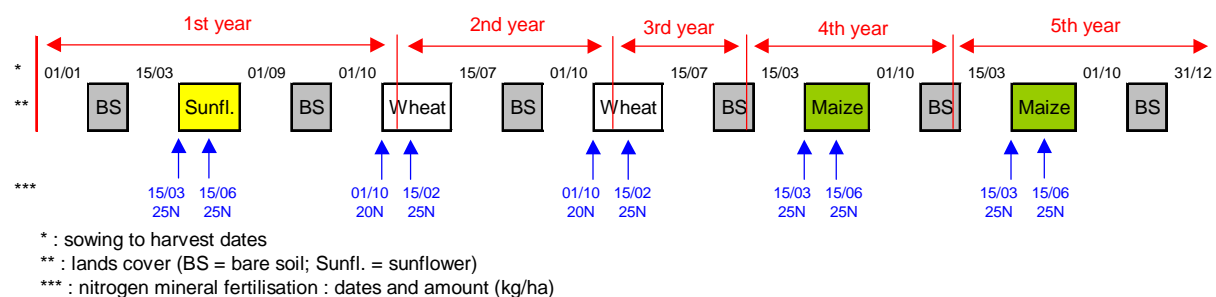 1st year 2nd year 3rd year 4th year 5th year
* 01/01 15/03 01/09 01/10 15/07 01/10 15/07 15/03 01/10 15/03 01/10 31/12
** BS Sunfl. BS Wheat BS Wheat BS Maize BS Maize BS
*** 15/03 15/06 01/10 15/02 01/10 15/02 15/03 15/06 15/03 15/06
25N 25N 20N 25N 20N 25N 25N 25N 25N 25N
* : sowing to harvest dates
** : lands cover (BS = bare soil; Sunfl. = sunflower)
*** : nitrogen mineral fertilisation : dates and amount (kg/ha)